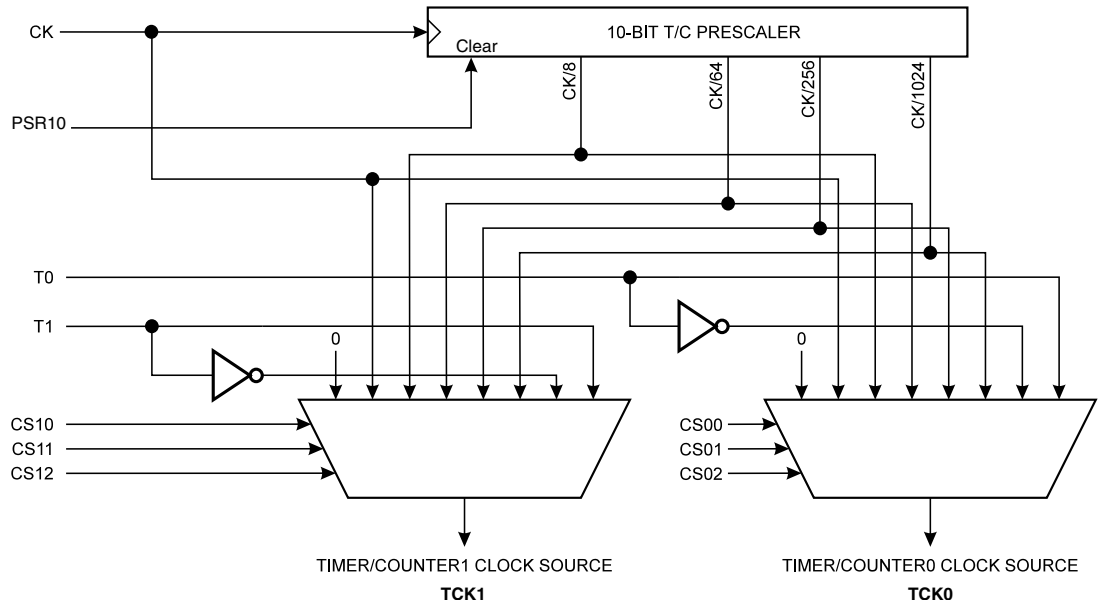 CK
10-BIT T/C PRESCALER
Clear
CK/8
CK/64
CK/256
CK/1024
PSR10
T0
T1
0
0
CS10
CS11
CS12
CS00
CS01
CS02
TIMER/COUNTER1 CLOCK SOURCE
TCK1
TIMER/COUNTER0 CLOCK SOURCE
TCK0